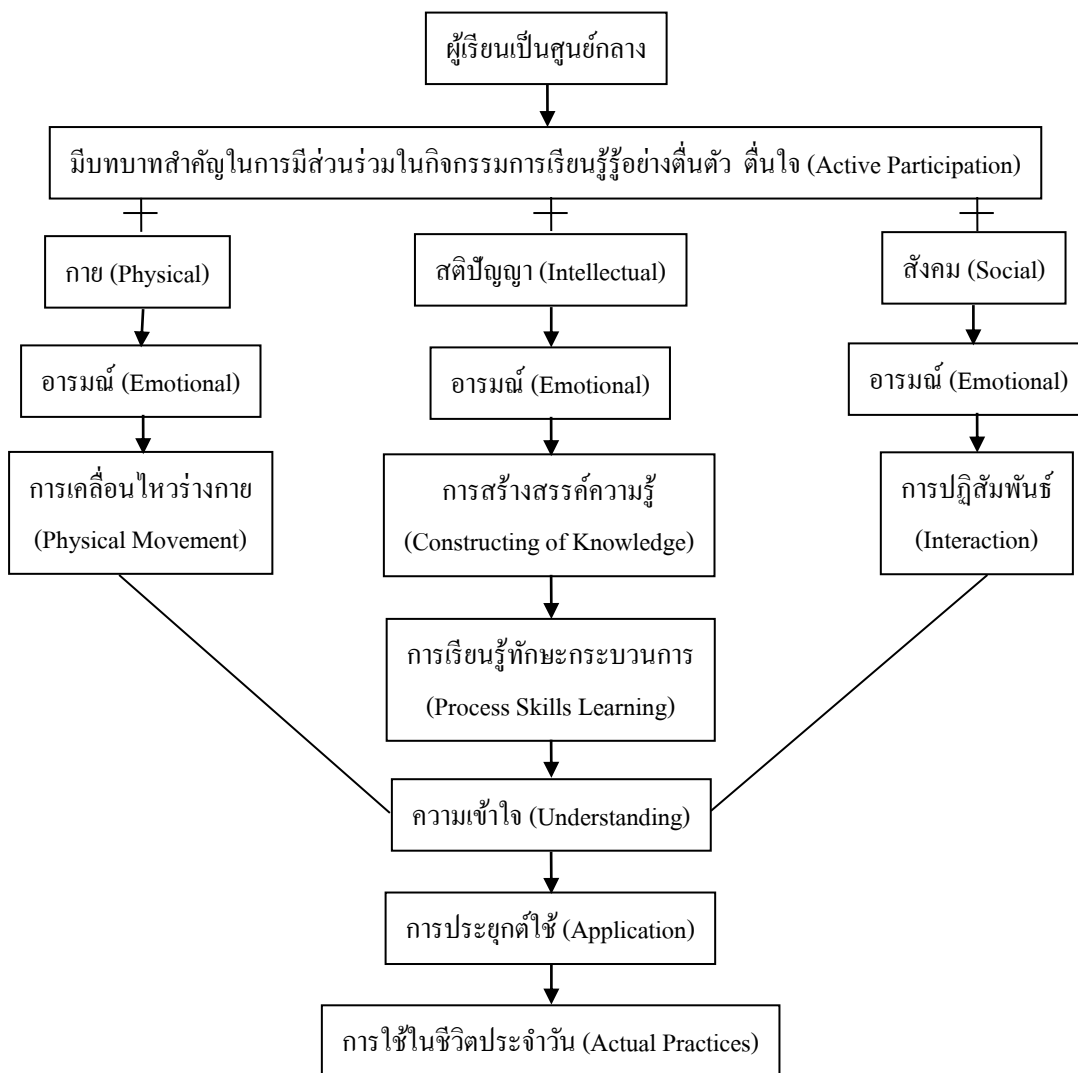 ผู้เรียนเป็นศูนย์กลาง
มีบทบาทสำคัญในการมีส่วนร่วมในกิจกรรมการเรียนรู้รู้อย่างตื่นตัว ตื่นใจ (Active Participation)
กาย (Physical)
สติปัญญา (Intellectual)
สังคม (Social)
อารมณ์ (Emotional)
อารมณ์ (Emotional)
อารมณ์ (Emotional)
การเคลื่อนไหวร่างกาย
(Physical Movement)
การสร้างสรรค์ความรู้
(Constructing of Knowledge)
การปฏิสัมพันธ์
(Interaction)
การเรียนรู้ทักษะกระบวนการ
(Process Skills Learning)
ความเข้าใจ (Understanding)
การประยุกต์ใช้ (Application)
การใช้ในชีวิตประจำวัน (Actual Practices)